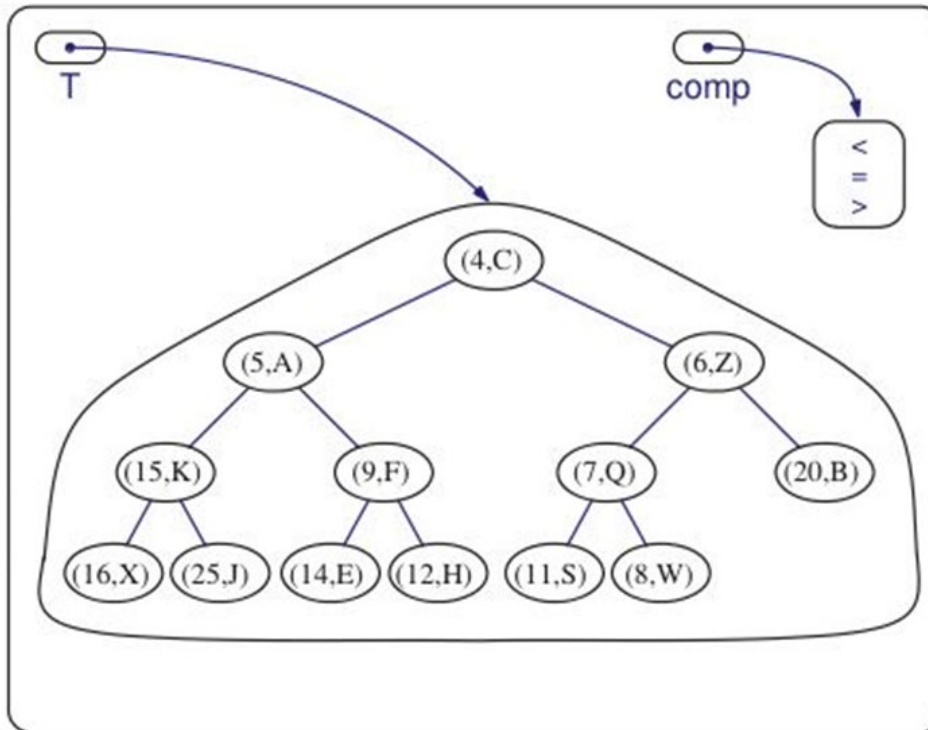 T
comp
<
=
>
(4,C)
(5,A) (6,Z)
(15,K) (9,F) (7,Q) (20,B)
(16,X) (25,J) (14,E) (12,H) (11,S) (8,W)